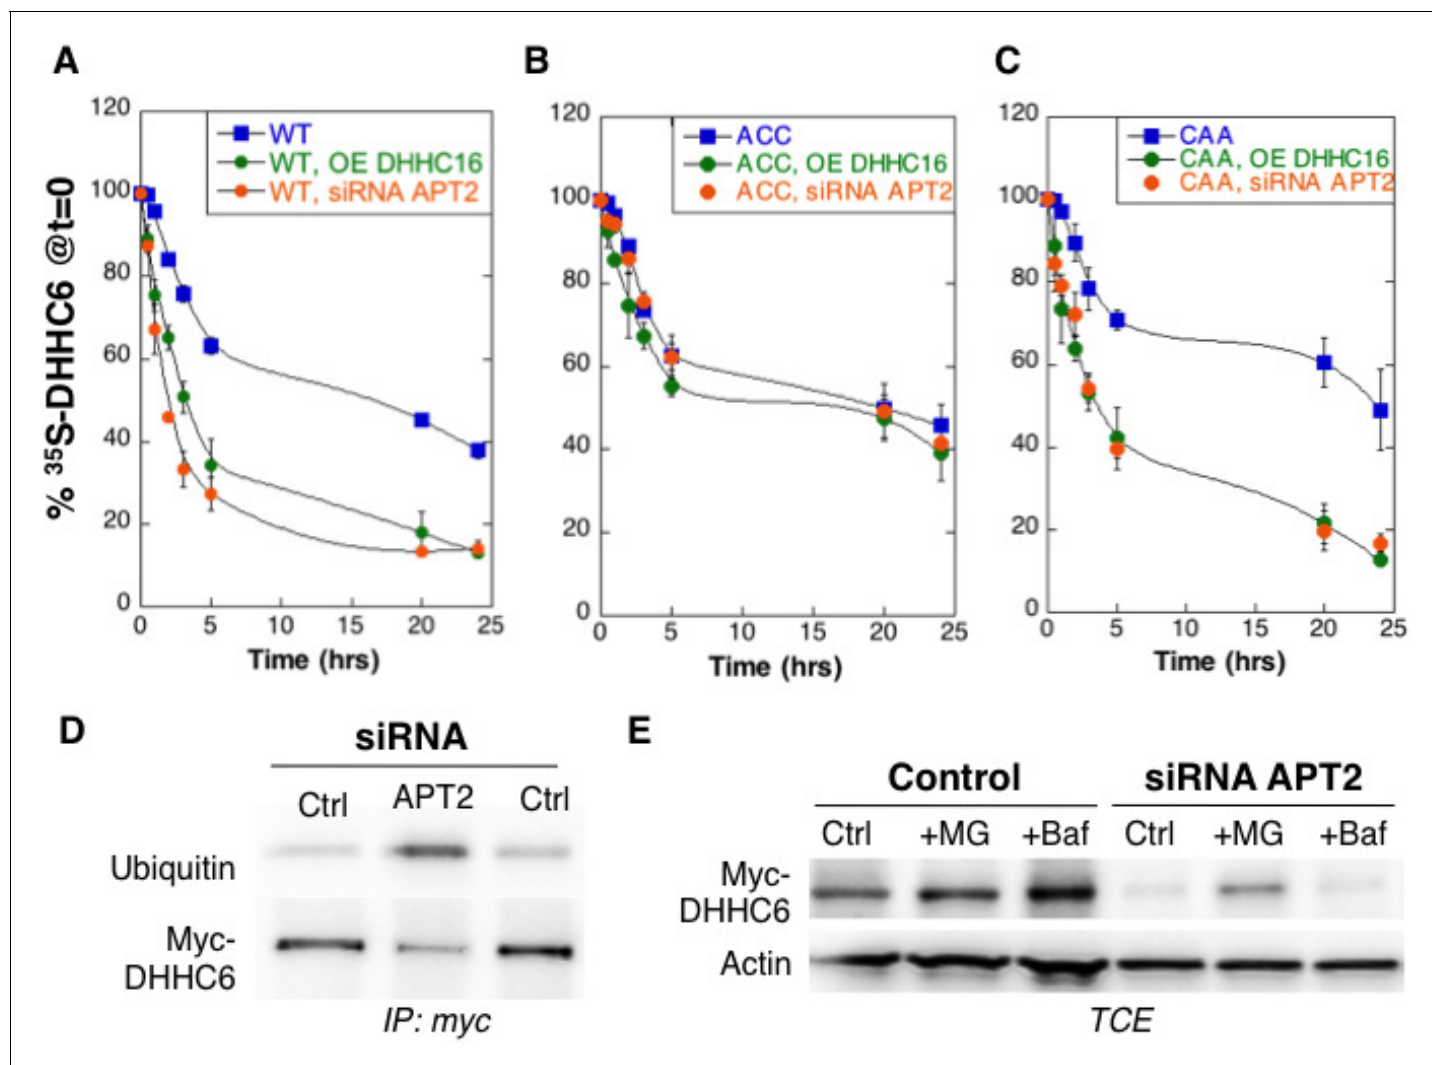 A
B
C
% ³⁵S-DHHC6 @t=0
120
100
80
60
40
20
0
0 5 10 15 20 25
Time (hrs)
WT
WT, OE DHHC16
WT, siRNA APT2
120
100
80
60
40
20
0
0 5 10 15 20 25
Time (hrs)
ACC
ACC, OE DHHC16
ACC, siRNA APT2
120
100
80
60
40
20
0
0 5 10 15 20 25
Time (hrs)
CAA
CAA, OE DHHC16
CAA, siRNA APT2
D
siRNA
Ctrl APT2 Ctrl
Ubiquitin
Myc-
DHHC6
IP: myc
E
Control siRNA APT2
Ctrl +MG +Baf Ctrl +MG +Baf
Myc-
DHHC6
Actin
TCE